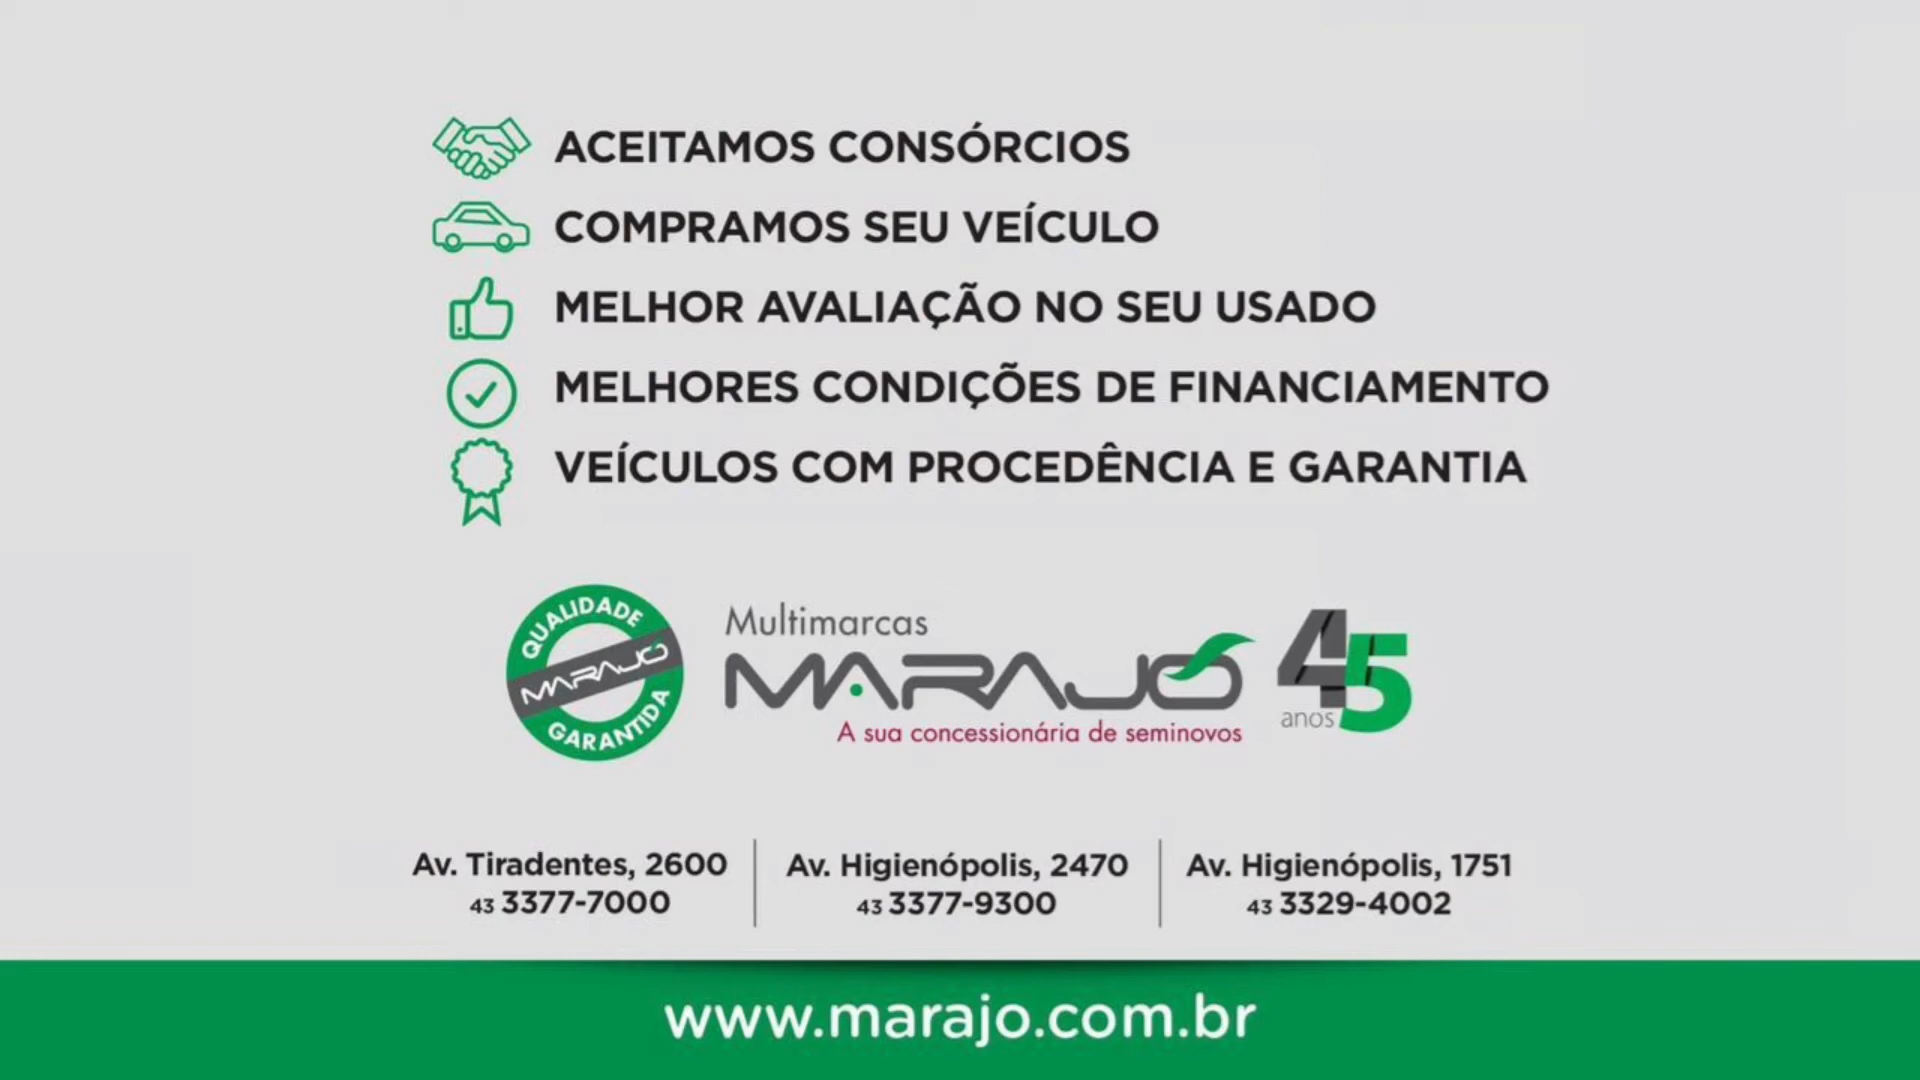 ACEITAMOS CONSÓRCIOS
COMPRAMOS SEU VEÍCULO
MELHOR AVALIAÇÃO NO SEU USADO
MELHORES CONDIÇÕES DE FINANCIAMENTO
VEÍCULOS COM PROCEDÊNCIA E GARANTIA
QUALIDADE
MARAJÓ
GARANTIDA
Multimarcas
MARAJÓ
A sua concessionária de seminovos
45
anos
Av. Tiradentes, 2600
43 3377-7000
Av. Higienópolis, 2470
43 3377-9300
Av. Higienópolis, 1751
43 3329-4002
www.marajo.com.br